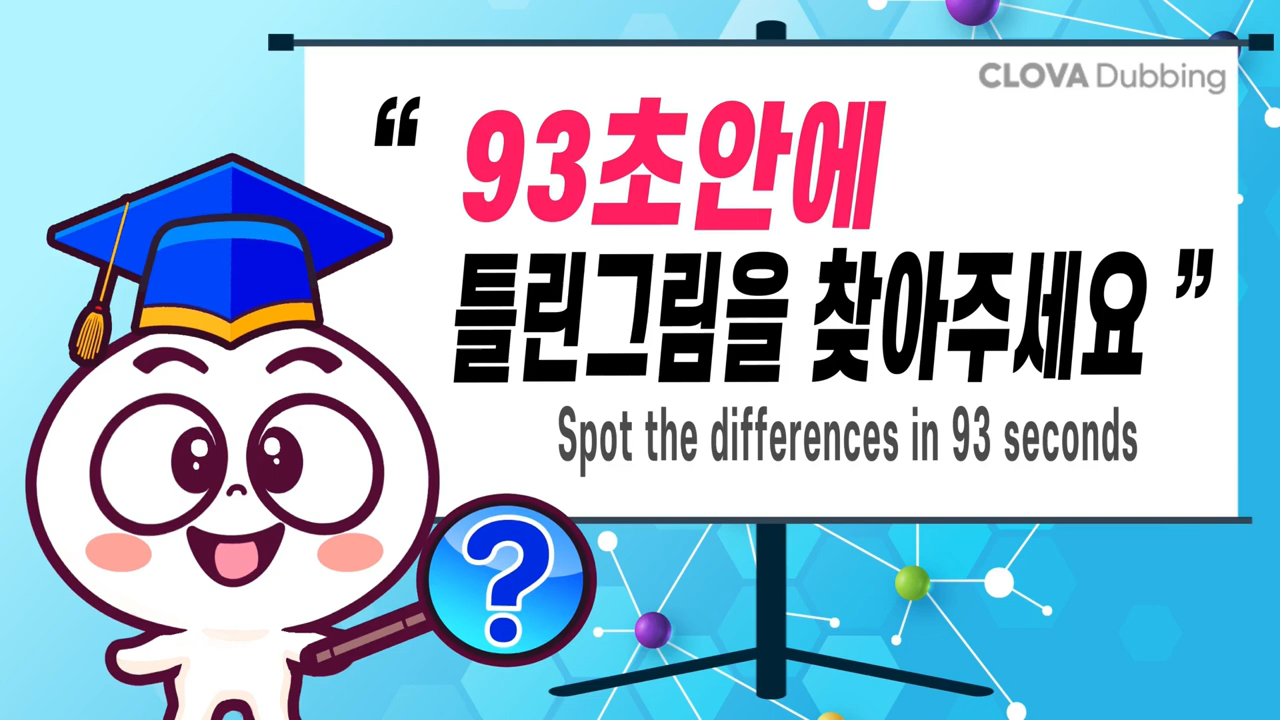 CLOVA Dubbing
“ 93초안에
틀린그림을 찾아주세요 ”
Spot the differences in 93 seconds
?